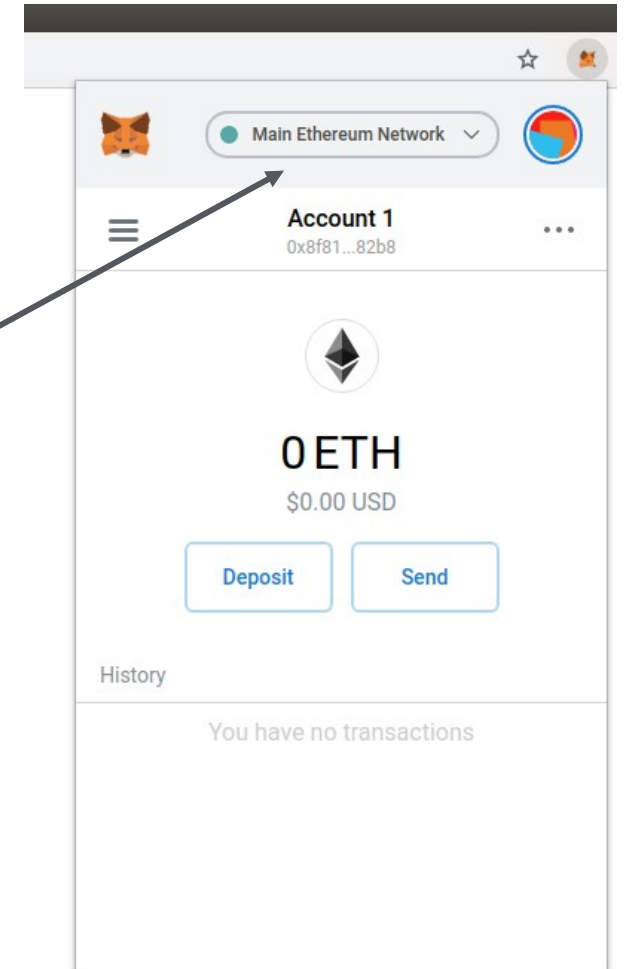 Main Ethereum Network
Account 1
0x8f81...82b8
0 ETH
$0.00 USD
Deposit
Send
History
You have no transactions